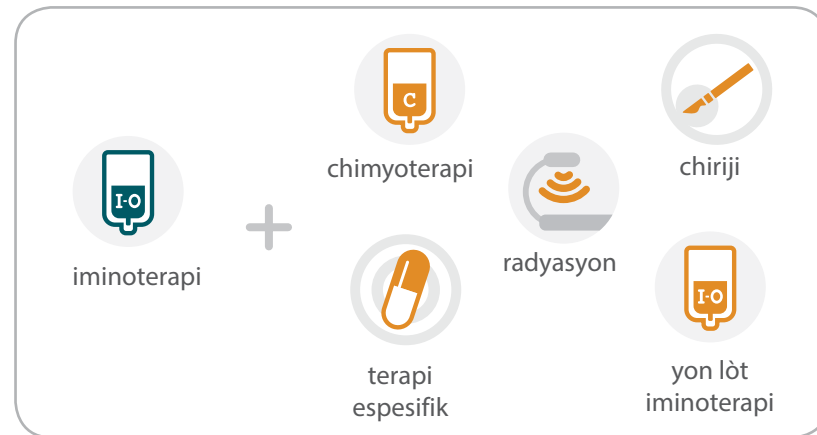 I-O
iminoterapi
+
C
chimyoterapi
chiriji
radyasyon
terapi
espesifik
I-O
yon lòt
iminoterapi